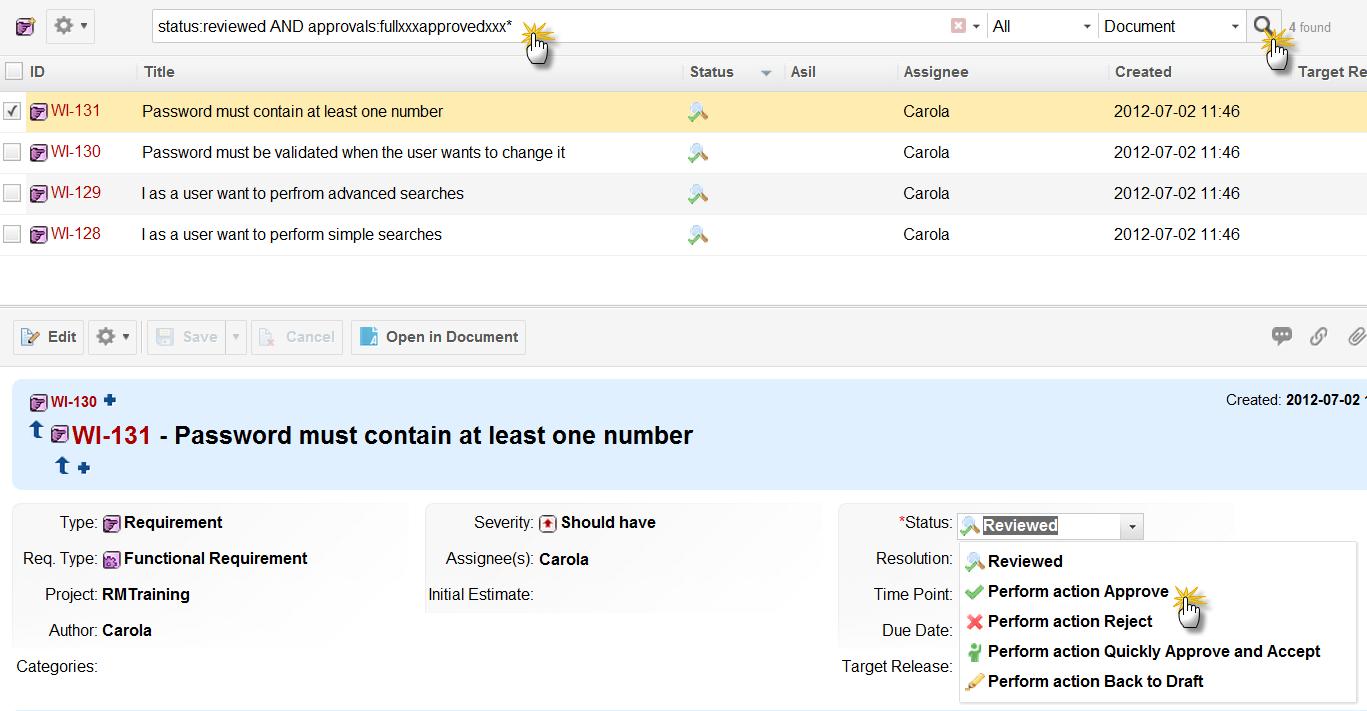 status:reviewed AND approvals:fullxxxapprovedxxx* All Document 4 found
ID Title Status Asil Assignee Created Target Re
WI-131 Password must contain at least one number Carola 2012-07-02 11:46
WI-130 Password must be validated when the user wants to change it Carola 2012-07-02 11:46
WI-129 I as a user want to perfrom advanced searches Carola 2012-07-02 11:46
WI-128 I as a user want to perform simple searches Carola 2012-07-02 11:46
Edit Save Cancel Open in Document
WI-130 Created: 2012-07-02 1
WI-131 - Password must contain at least one number
Type: Requirement Severity: Should have *Status: Reviewed
Req. Type: Functional Requirement Assignee(s): Carola Resolution: Reviewed
Project: RMTraining Initial Estimate: Time Point: Perform action Approve
Author: Carola Due Date: Perform action Reject
Perform action Quickly Approve and Accept
Categories: Target Release: Perform action Back to Draft